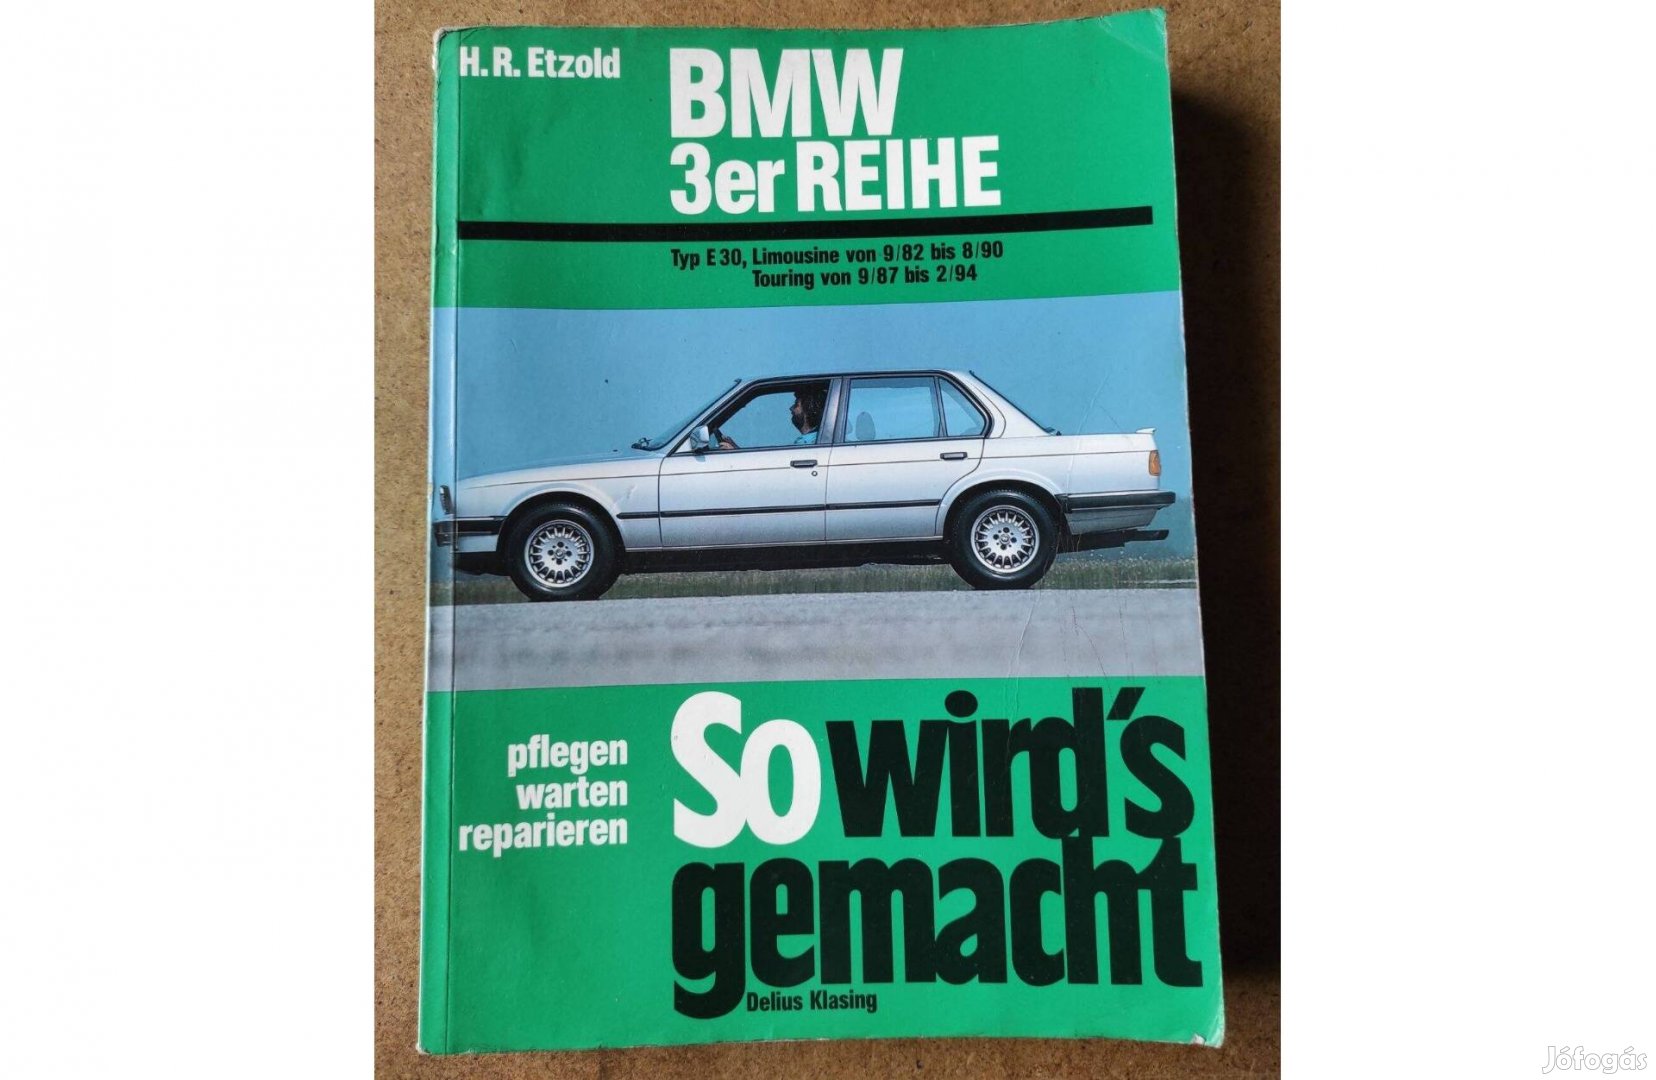 H. R. Etzold
BMW
3er REIHE
Typ E 30, Limousine von 9/82 bis 8/90
Touring von 9/87 bis 2/94
pflegen
warten
reparieren
So wird's
gemacht
Delius Klasing
Jófogás